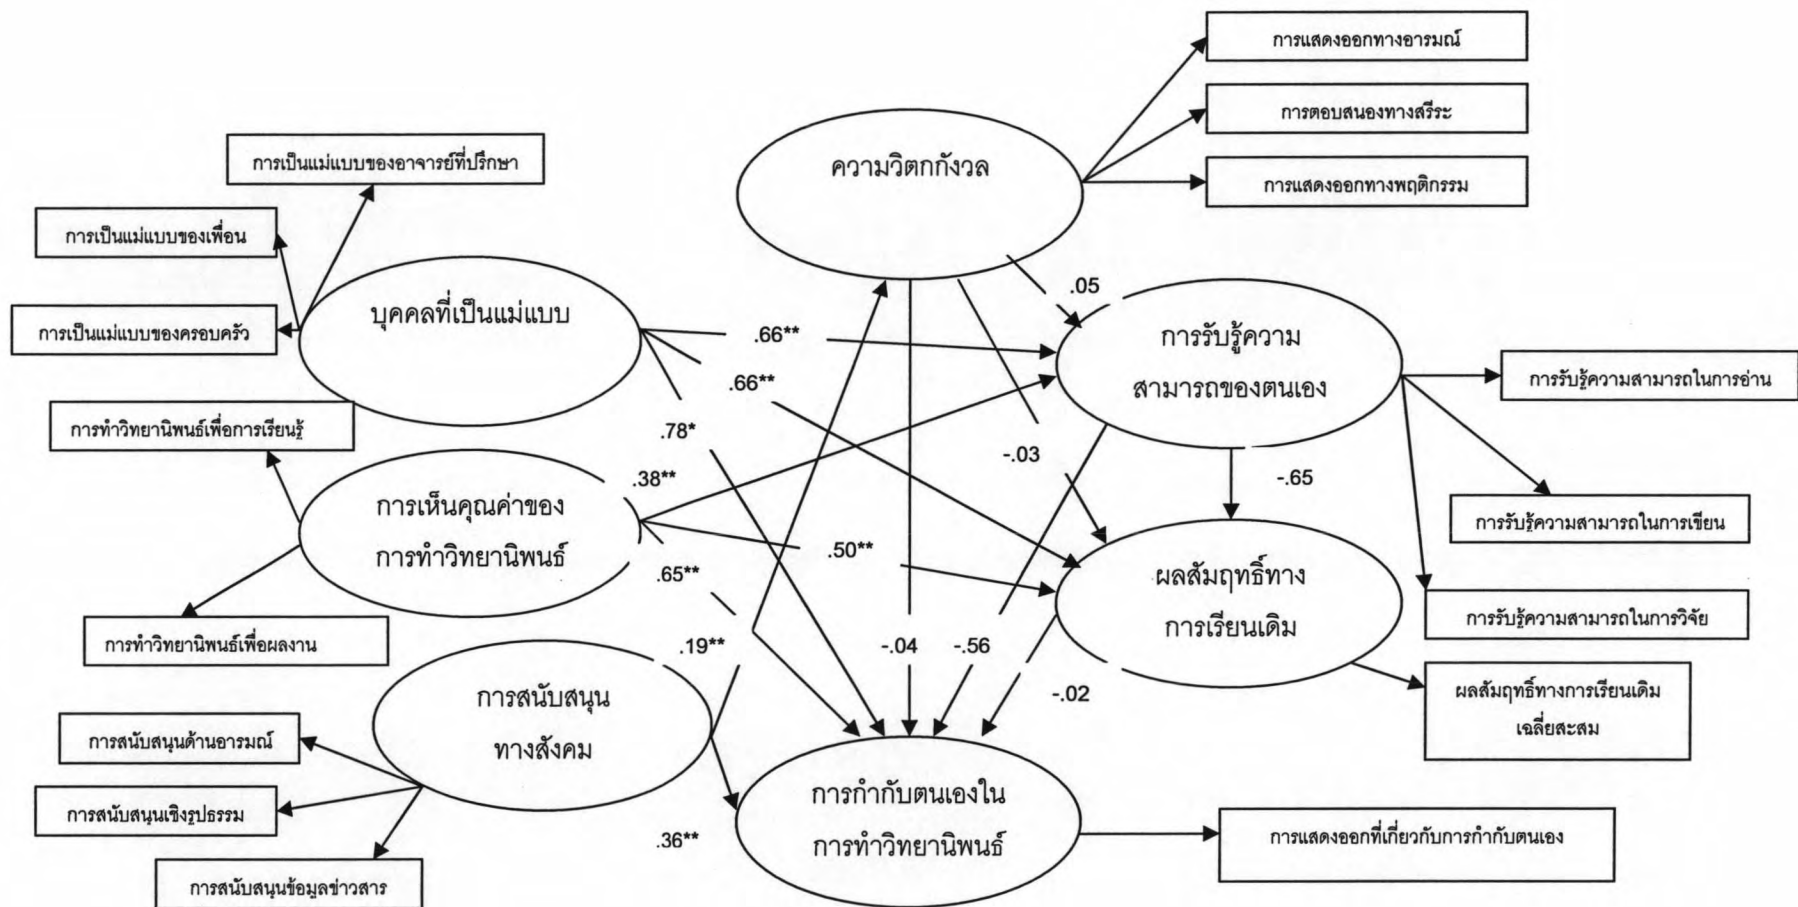 การแสดงออกทางอารมณ์
การตอบสนองทางสรีระ
การแสดงออกทางพฤติกรรม
ความวิตกกังวล
การเป็นแม่แบบของอาจารย์ที่ปรึกษา
การเป็นแม่แบบของเพื่อน
การเป็นแม่แบบของครอบครัว
บุคคลที่เป็นแม่แบบ
.05
.66**
.66**
.78*
การรับรู้ความ
สามารถของตนเอง
การรับรู้ความสามารถในการอ่าน
การรับรู้ความสามารถในการเขียน
การรับรู้ความสามารถในการวิจัย
การทำวิทยานิพนธ์เพื่อการเรียนรู้
การเห็นคุณค่าของ
การทำวิทยานิพนธ์
การทำวิทยานิพนธ์เพื่อผลงาน
.38**
-.03
-.65
.50**
.65**
ผลสัมฤทธิ์ทาง
การเรียนเดิม
ผลสัมฤทธิ์ทางการเรียนเดิม
เฉลี่ยสะสม
.19**
-.04
-.56
-.02
การสนับสนุน
ทางสังคม
การสนับสนุนด้านอารมณ์
การสนับสนุนเชิงรูปธรรม
การสนับสนุนข้อมูลข่าวสาร
.36**
การกำกับตนเองใน
การทำวิทยานิพนธ์
การแสดงออกที่เกี่ยวกับการกำกับตนเอง